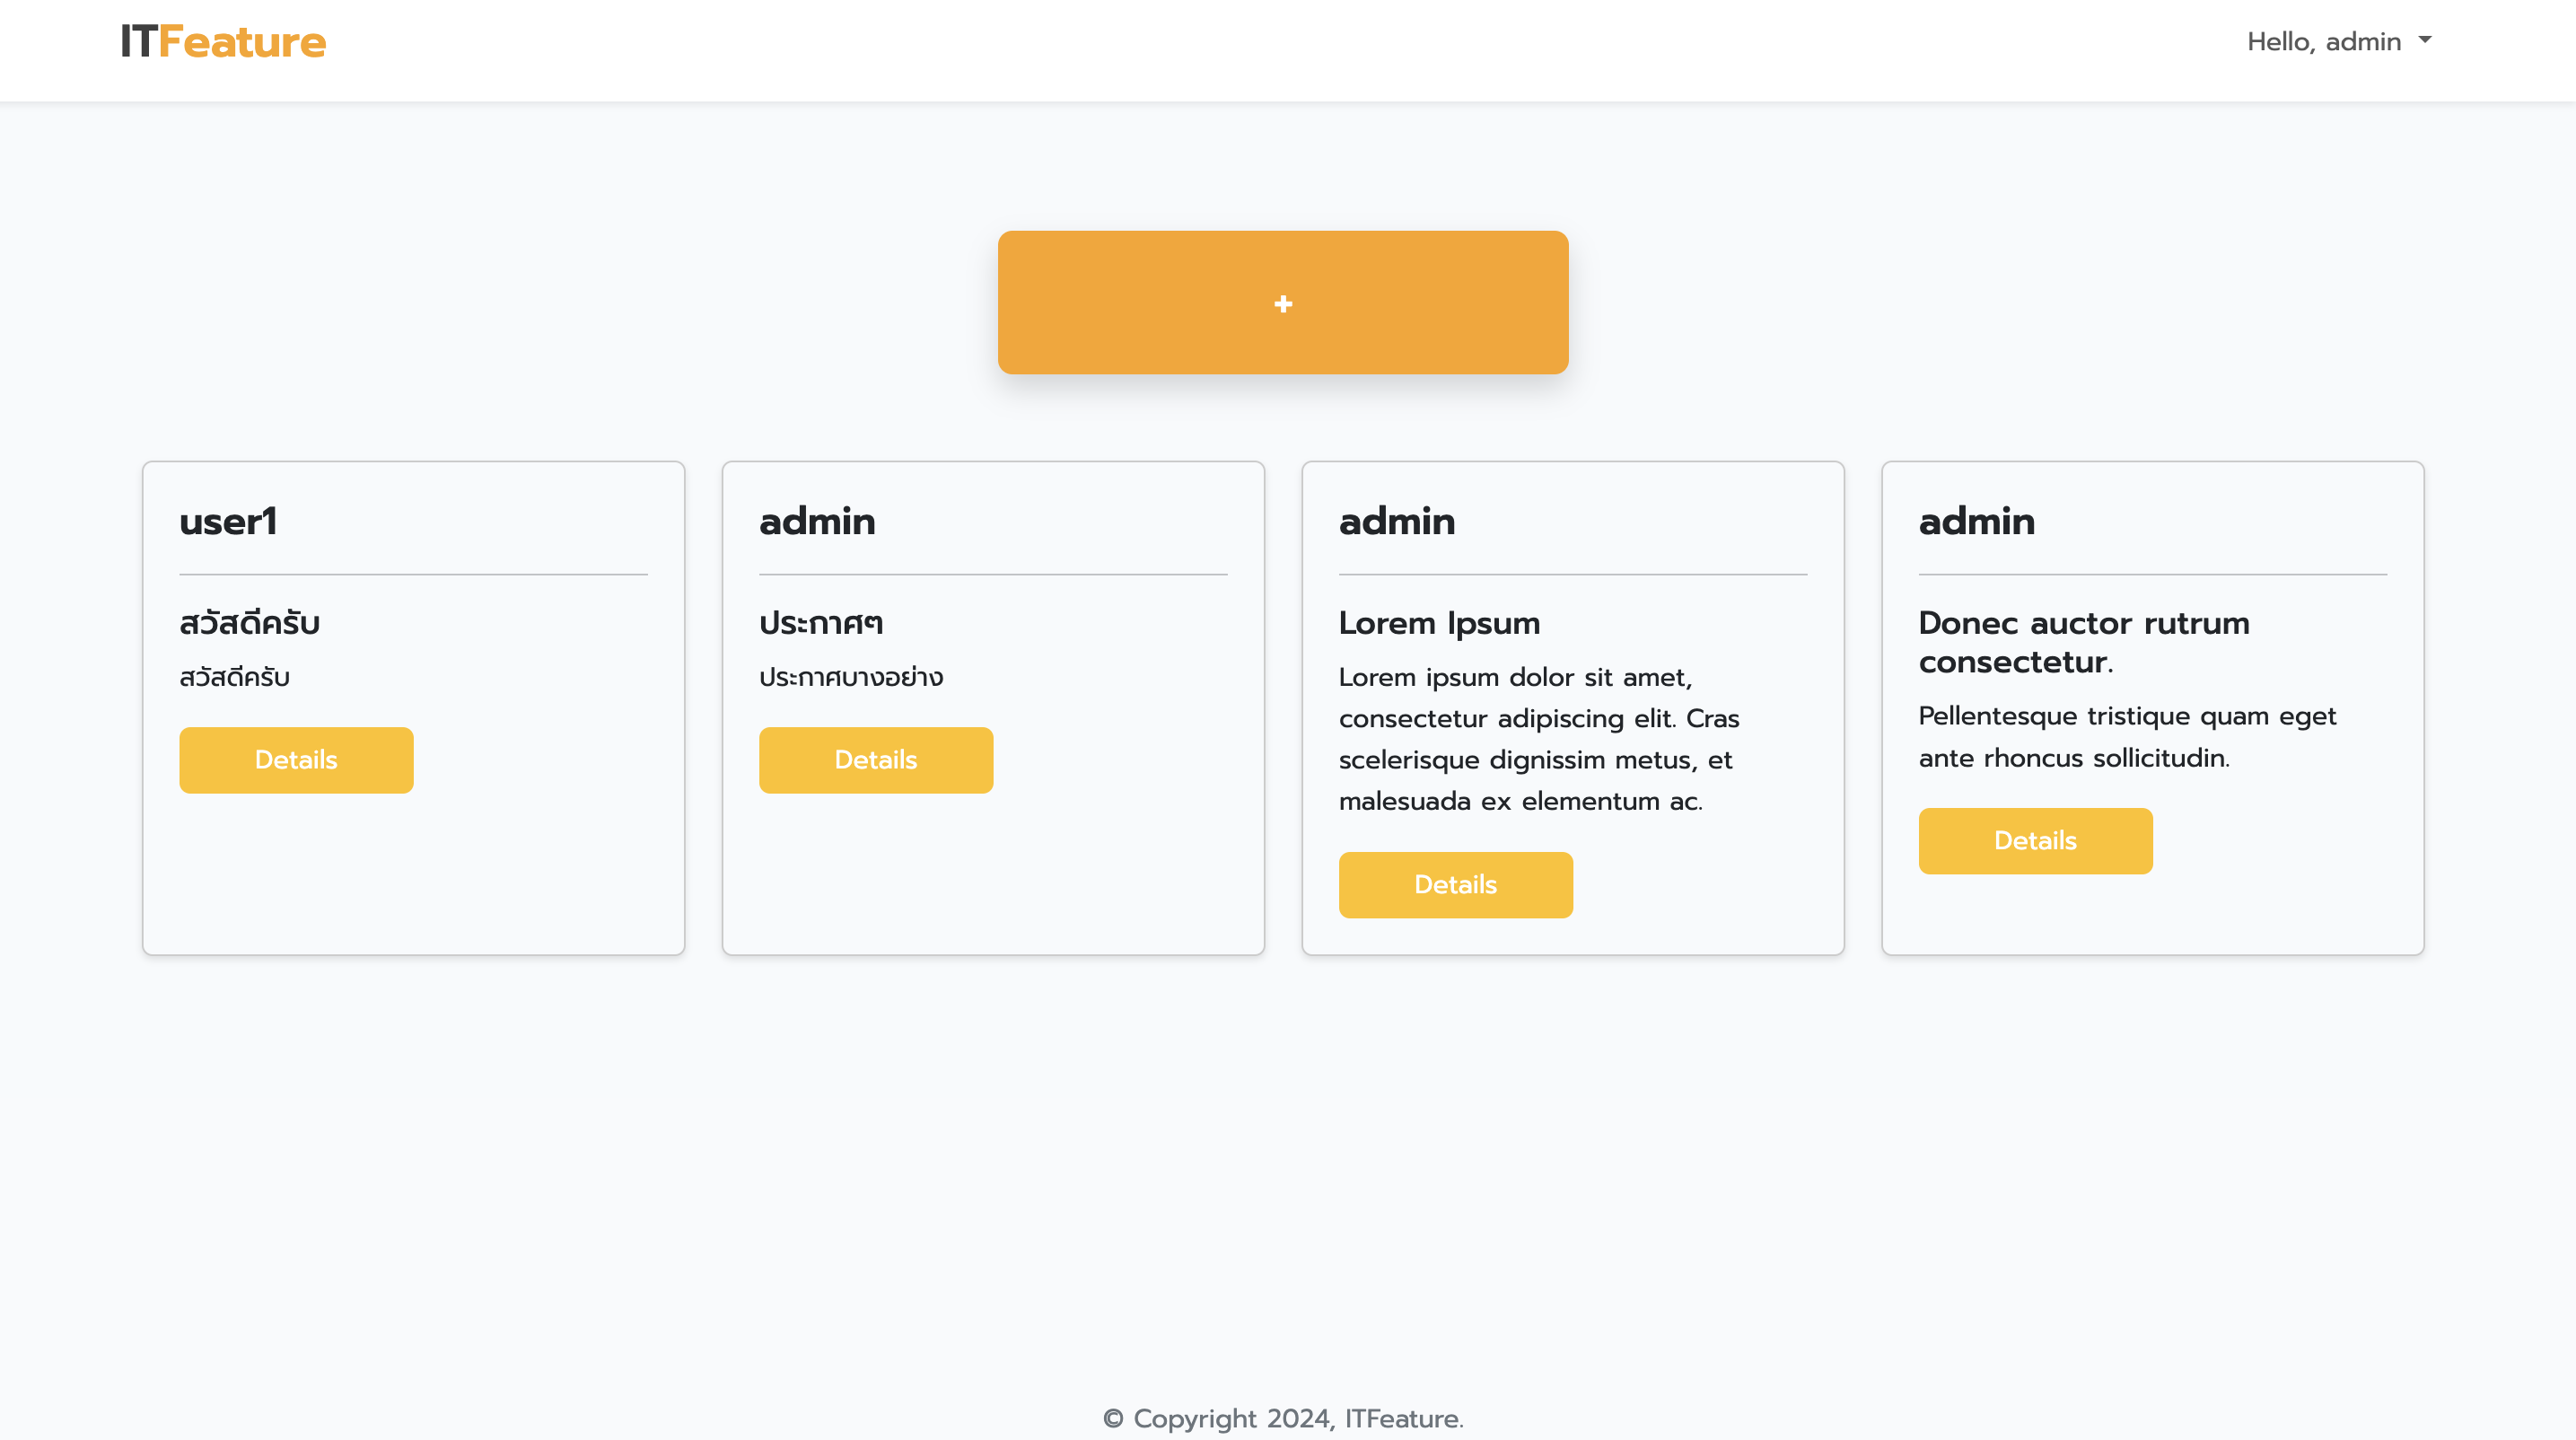 ITFeature
Hello, admin
+
user1
สวัสดีครับ
สวัสดีครับ
Details
admin
ประกาศๆ
ประกาศบางอย่าง
Details
admin
Lorem Ipsum
Lorem ipsum dolor sit amet,
consectetur adipiscing elit. Cras
scelerisque dignissim metus, et
malesuada ex elementum ac.
Details
admin
Donec auctor rutrum
consectetur.
Pellentesque tristique quam eget
ante rhoncus sollicitudin.
Details
© Copyright 2024, ITFeature.